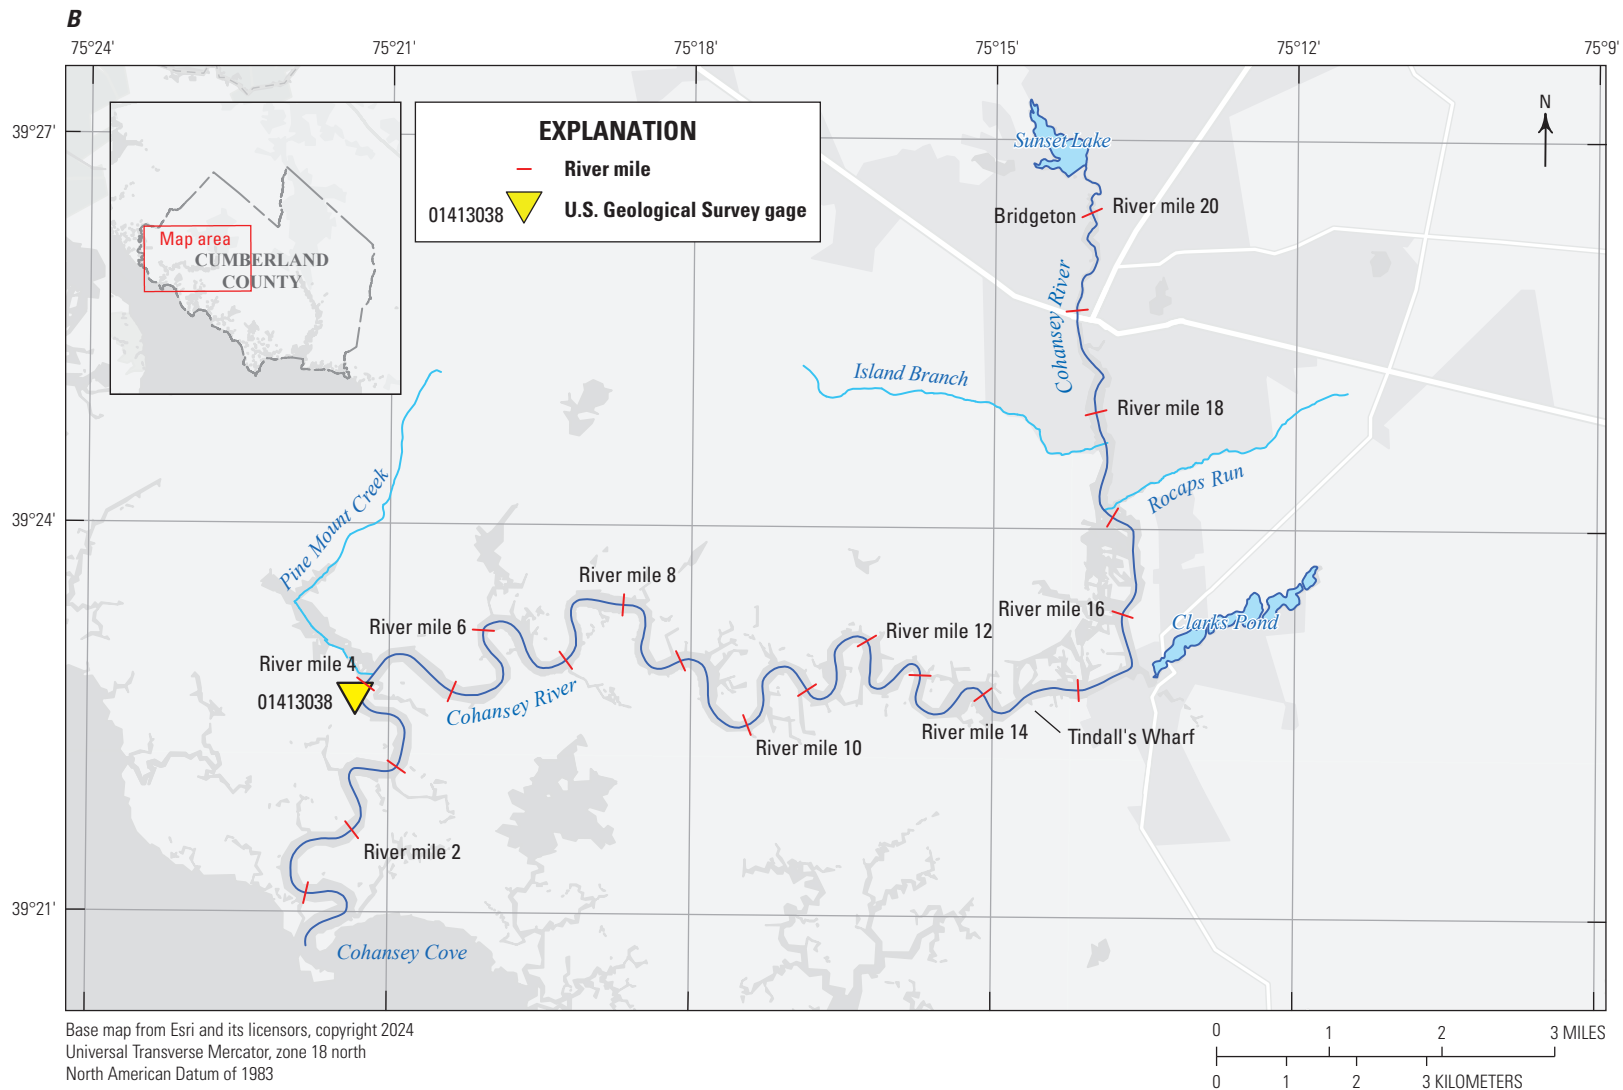 B
75°24'
75°21'
75°18'
75°15'
75°12'
75°9'
39°27'
39°24'
39°21'
EXPLANATION
River mile
01413038
U.S. Geological Survey gage
Map area
CUMBERLAND
COUNTY
N
Sunset Lake
Bridgeton
River mile 20
Cohansey River
Island Branch
River mile 18
Rocaps Run
Pine Mount Creek
River mile 8
River mile 16
Clarks Pond
River mile 6
River mile 12
River mile 4
01413038
Cohansey River
River mile 10
River mile 14
Tindall's Wharf
River mile 2
Cohansey Cove
Base map from Esri and its licensors, copyright 2024
Universal Transverse Mercator, zone 18 north
North American Datum of 1983
0 1 2 3 MILES
0 1 2 3 KILOMETERS